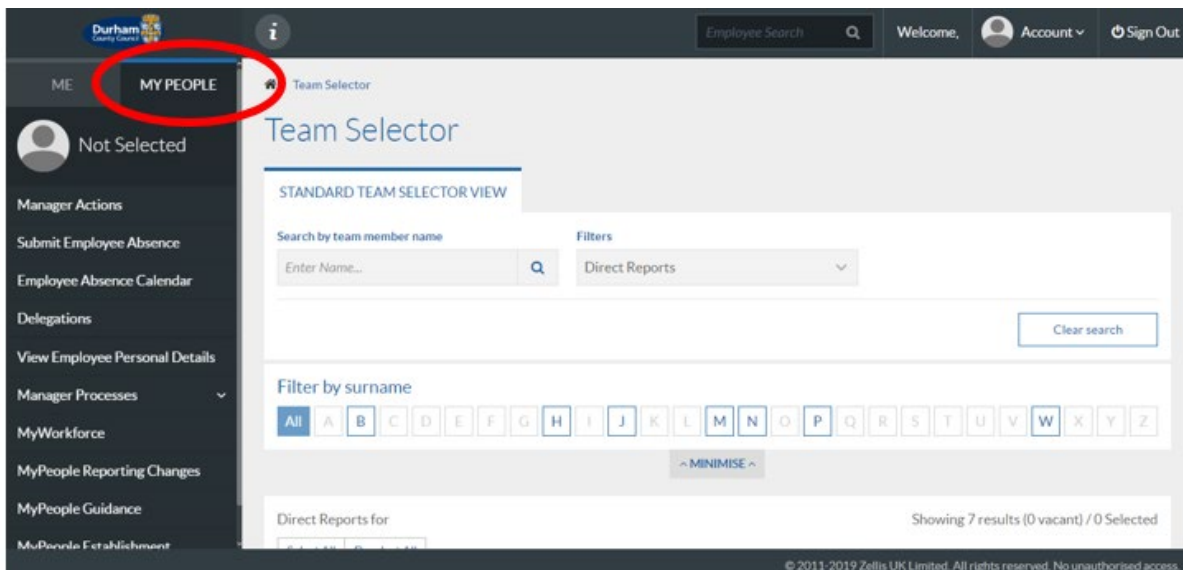 Durham
County Council
i
Employee Search
Welcome,
Account
Sign Out
ME
MY PEOPLE
Team Selector
Not Selected
Team Selector
STANDARD TEAM SELECTOR VIEW
Manager Actions
Submit Employee Absence
Employee Absence Calendar
Delegations
View Employee Personal Details
Manager Processes
MyWorkforce
MyPeople Reporting Changes
MyPeople Guidance
MyPeople Establishment
Search by team member name
Filters
Enter Name...
Direct Reports
Clear search
Filter by surname
All A B C D E F G H I J K L M N O P Q R S T U V W X Y Z
MINIMISE
Direct Reports for
Showing 7 results (0 vacant) / 0 Selected
Select All
© 2011-2019 Zellis UK Limited. All rights reserved. No unauthorised access.